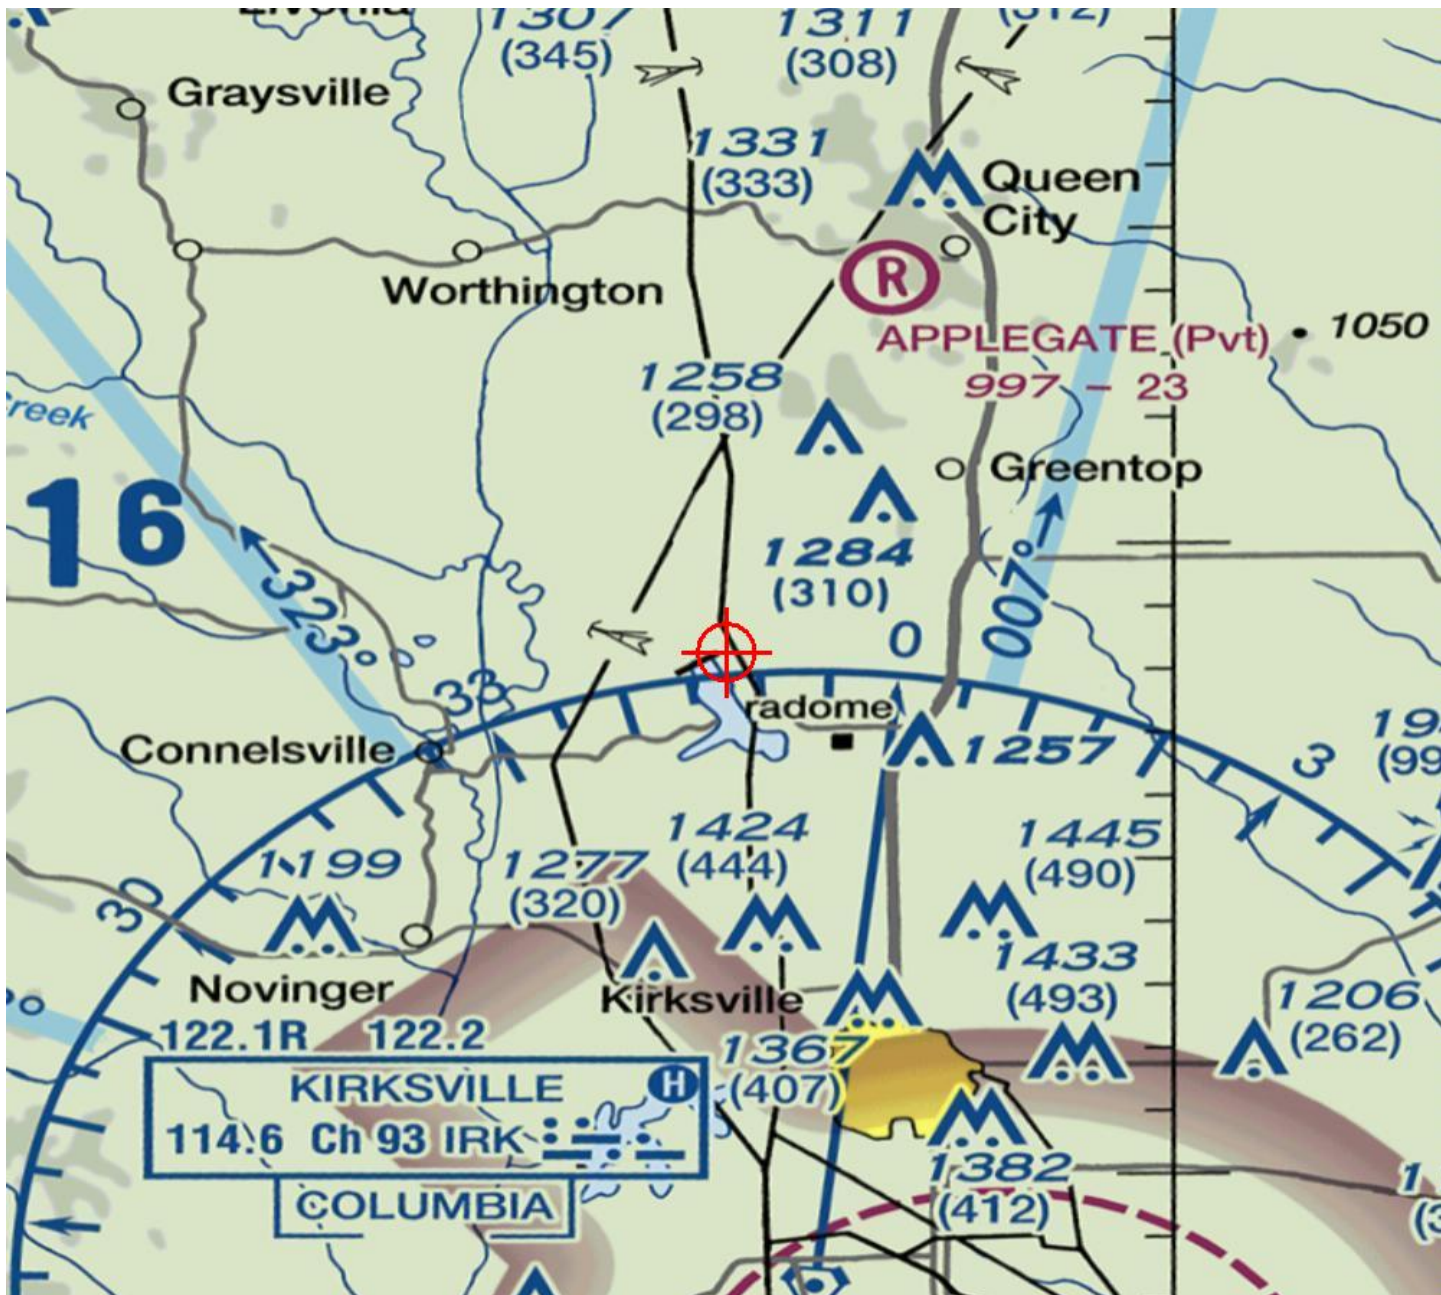 Livonia
1307
(345)
1311
(308)
(312)
Graysville
1331
(333)
Queen
City
Worthington
R
APPLEGATE (Pvt)
997 - 23
1050
1258
(298)
Creek
Greentop
16
1284
(310)
323°
007°
0
33
radome
Connelsville
1257
3
1424
(444)
1445
(490)
1199
1277
(320)
30
1433
(493)
Novinger
Kirksville
1206
(262)
122.1R 122.2
1367
(407)
KIRKSVILLE
H
114.6 Ch 93 IRK
COLUMBIA
1382
(412)